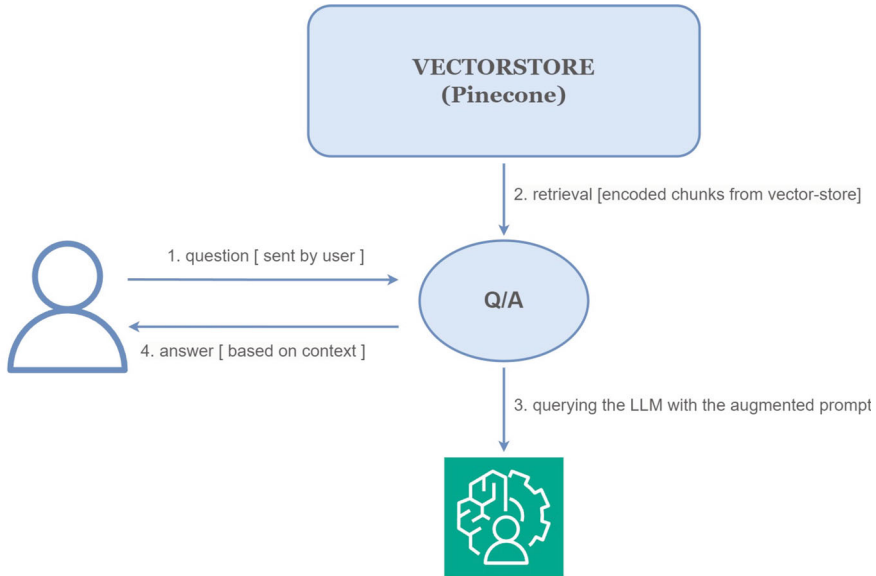 VECTORSTORE
(Pinecone)
2. retrieval [encoded chunks from vector-store]
1. question [ sent by user ]
Q/A
4. answer [ based on context ]
3. querying the LLM with the augmented prompt